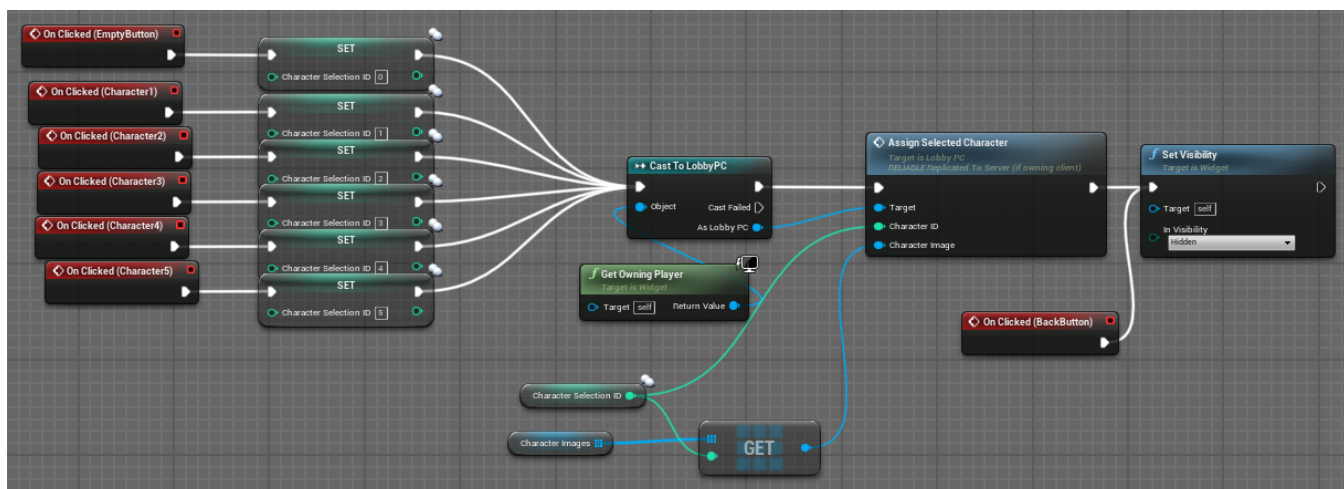 On Clicked (EmptyButton)
SET
Character Selection ID 0
On Clicked (Character1)
SET
Character Selection ID 1
On Clicked (Character2)
SET
Character Selection ID 2
On Clicked (Character3)
SET
Character Selection ID 3
On Clicked (Character4)
SET
Character Selection ID 4
On Clicked (Character5)
SET
Character Selection ID 5
Cast To LobbyPC
Object
Cast Failed
As Lobby PC
Get Owning Player
Target is Widget
Target self
Return Value
Character Selection ID
Character Images
GET
Assign Selected Character
Target is Lobby PC
RELIABLE Replicated To Server (if owning client)
Target
Character ID
Character Image
On Clicked (BackButton)
Set Visibility
Target is Widget
Target self
In Visibility
Hidden